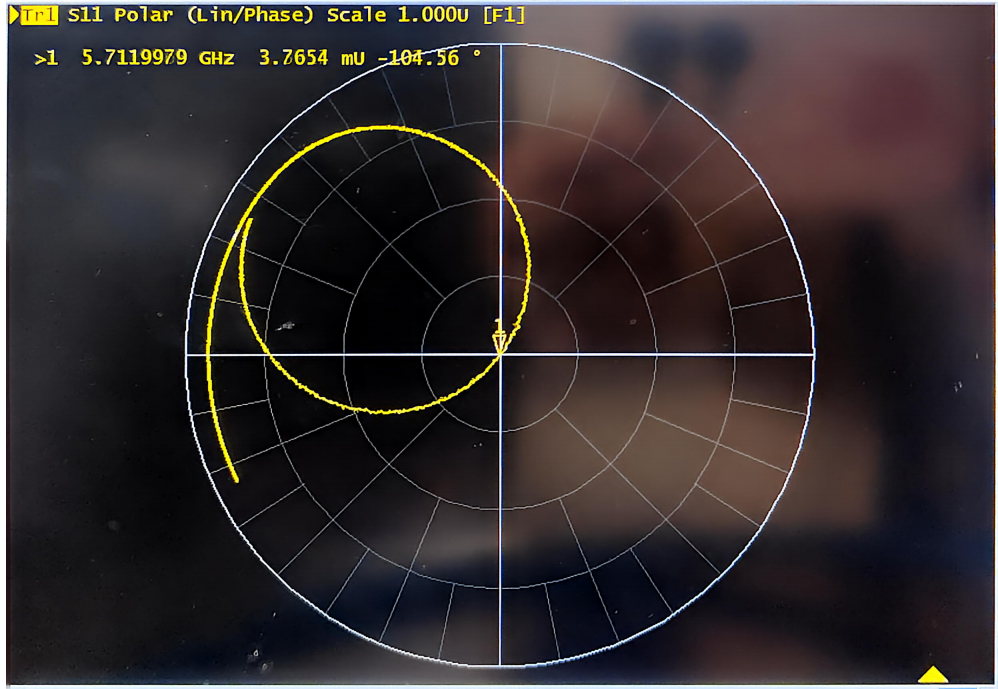 Tr1 S11 Polar (Lin/Phase) Scale 1.000U [F1]
>1 5.7119979 GHz 3.7654 mU -104.56 °
1